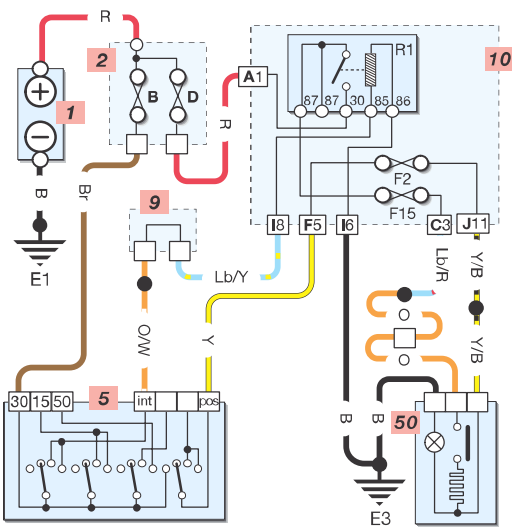 R
2
10
1
B
D
A1
R1
87
87
30
85
86
R
B
Br
F2
F15
9
I8
F5
I6
C3
J11
E1
Lb/Y
Lb/R
Y/B
O/W
Y
Y/B
30
15
50
5
int
pos
B
B
50
E3